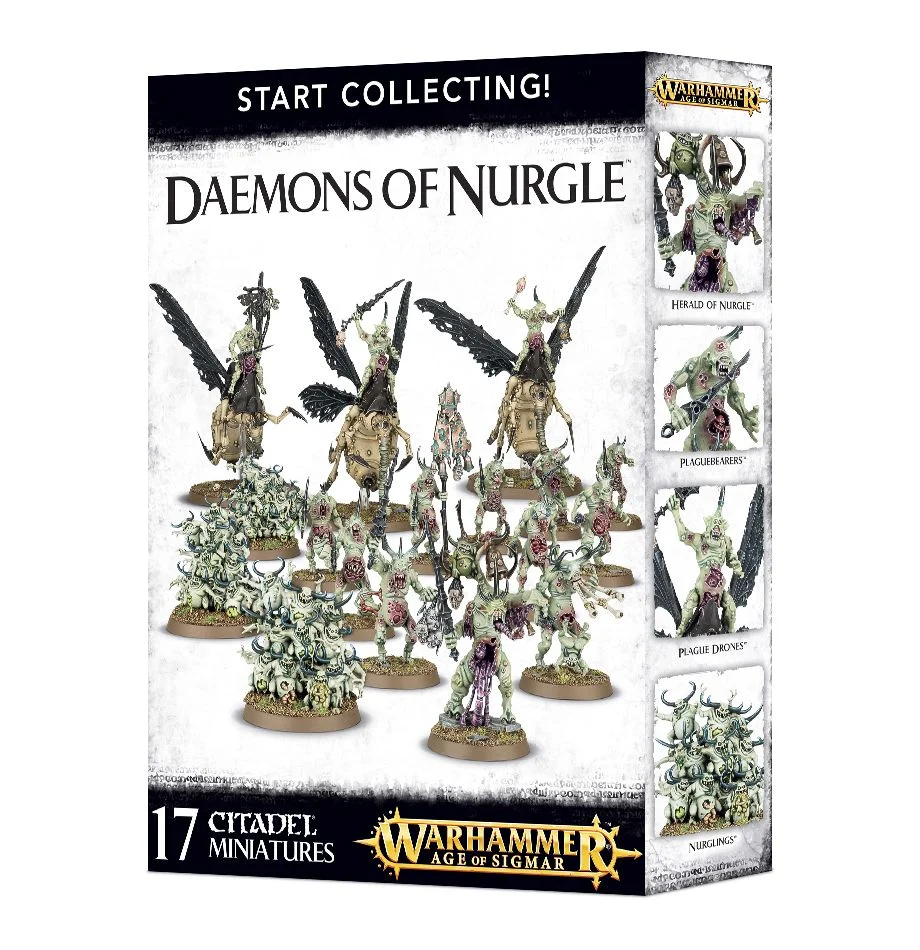 START COLLECTING!
DAEMONS OF NURGLE™
17 CITADEL®
MINIATURES
WARHAMMER
AGE OF SIGMAR
WARHAMMER
AGE OF SIGMAR
HERALD OF NURGLE™
PLAGUEBEARERS™
PLAGUE DRONES™
NURGLINGS™